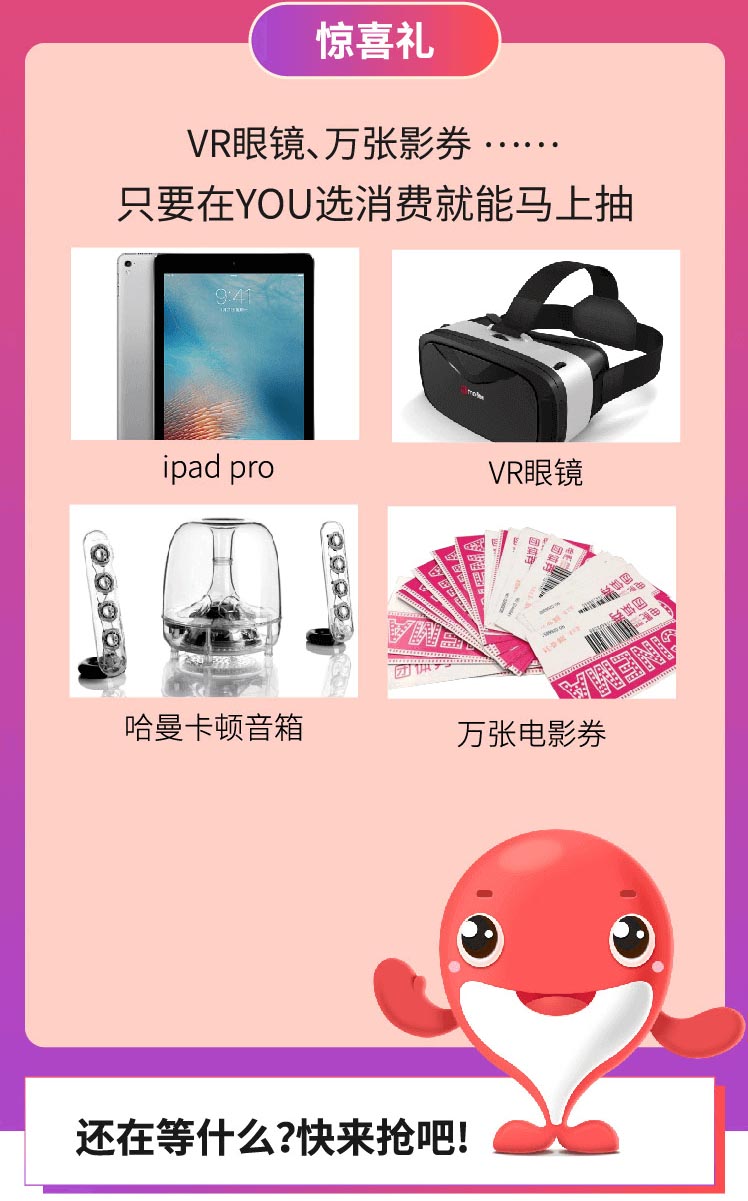 惊喜礼
VR眼镜、万张影券 ……
只要在YOU选消费就能马上抽
9:41
ipad pro
VR眼镜
哈曼卡顿音箱
万张电影券
还在等什么?快来抢吧!